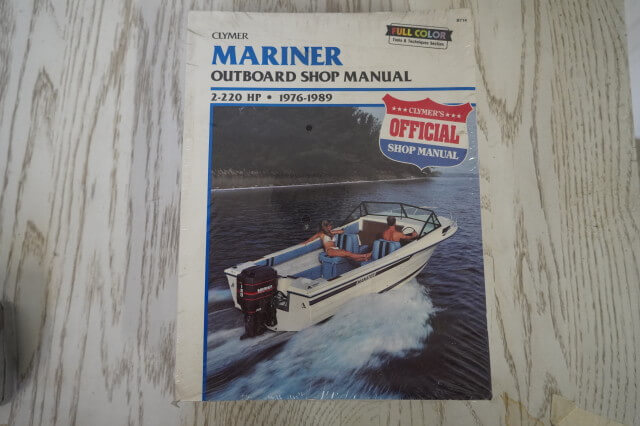 CLYMER
MARINER
OUTBOARD SHOP MANUAL
2-220 HP • 1976-1989
FULL COLOR
CLYMER'S
OFFICIAL
SHOP MANUAL